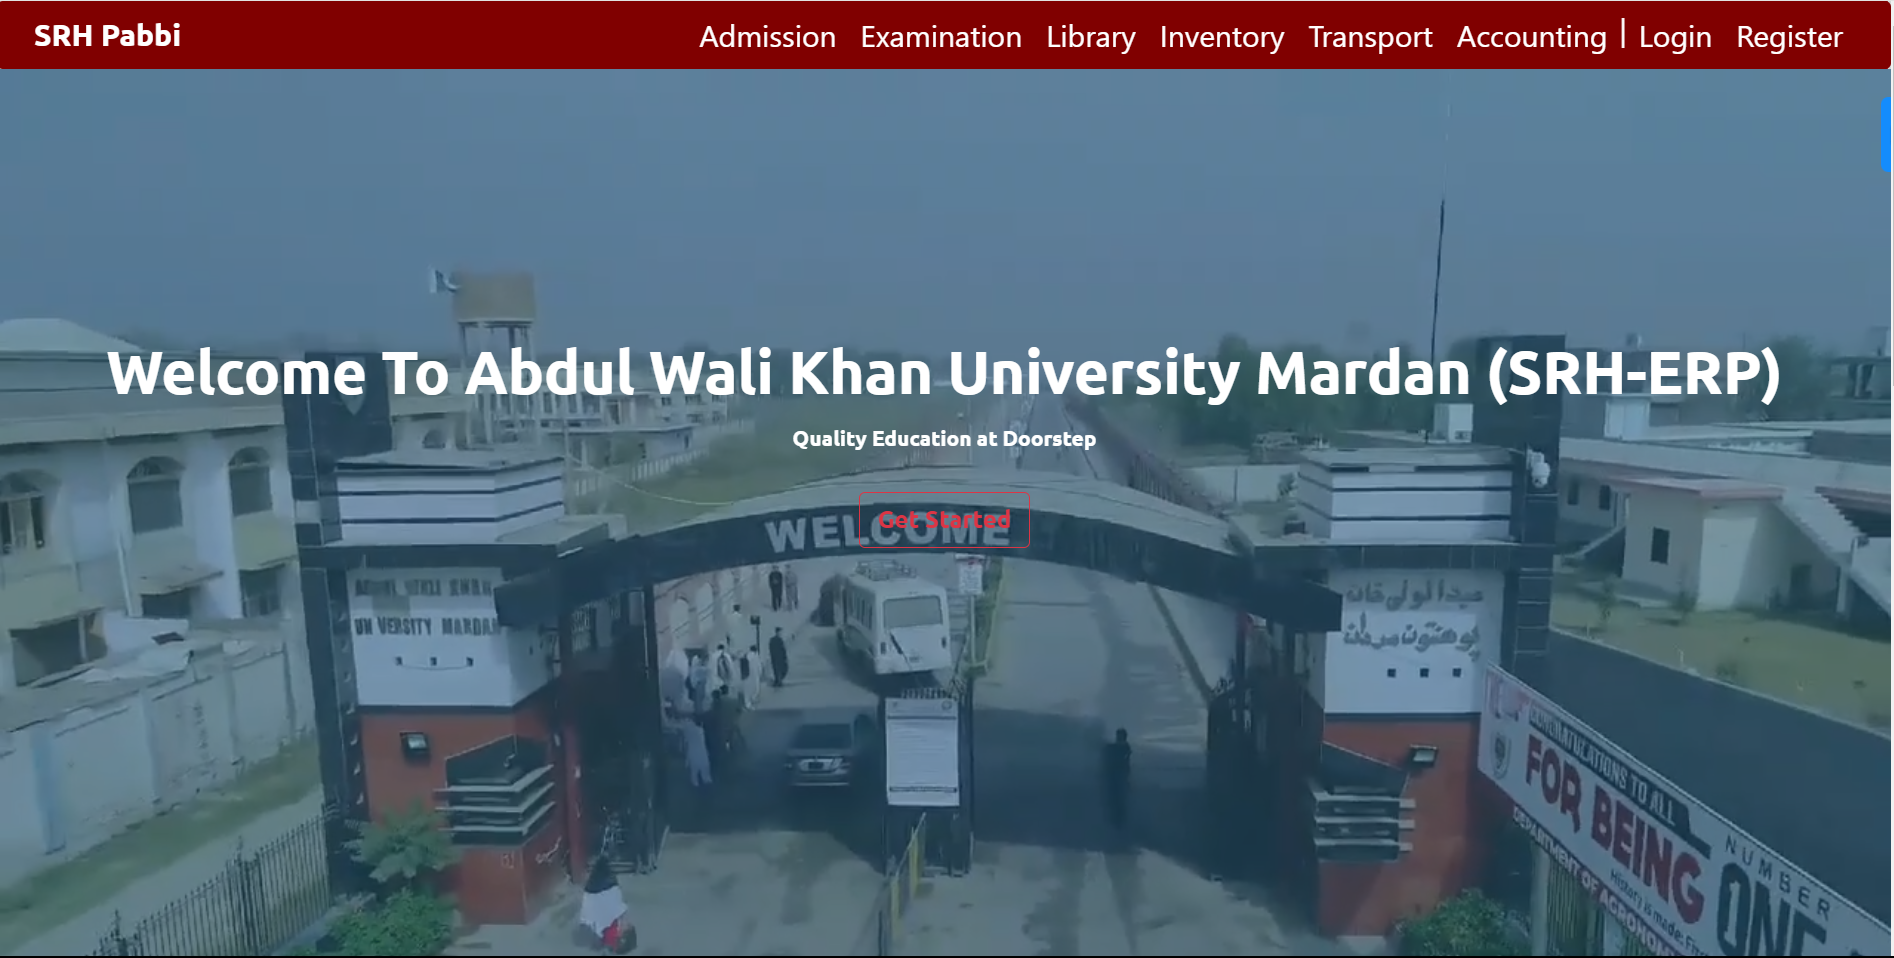 SRH Pabbi
Admission Examination Library Inventory Transport Accounting | Login Register
Welcome To Abdul Wali Khan University Mardan (SRH-ERP)
Quality Education at Doorstep
Get Started
WELCOME
ABDUL WALI KHAN
UNIVERSITY MARDAN
عبدالولی خان
پوهنتون مردان
CONGRATULATIONS TO ALL
FOR BEING NUMBER ONE
DEPARTMENT OF AGRONOMY
History is made: